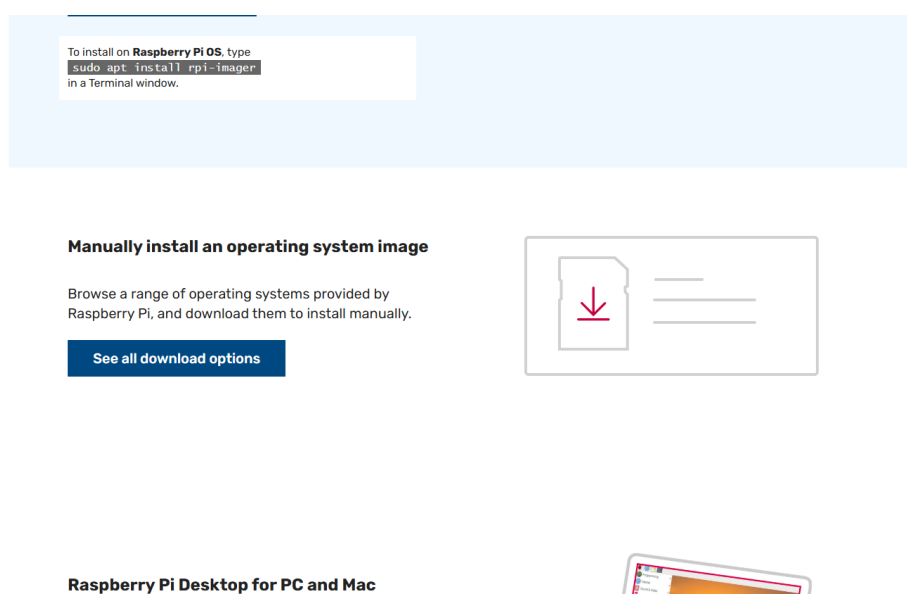 To install on Raspberry Pi OS, type
sudo apt install rpi-imager
in a Terminal window.
Manually install an operating system image
Browse a range of operating systems provided by
Raspberry Pi, and download them to install manually.
See all download options
Raspberry Pi Desktop for PC and Mac